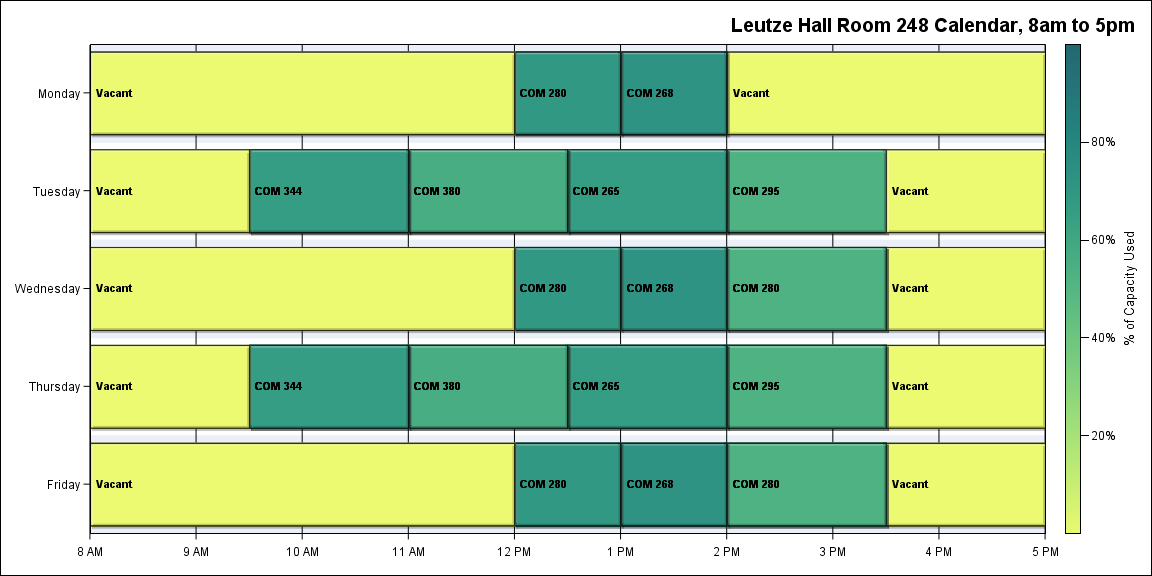 Leutze Hall Room 248 Calendar, 8am to 5pm
Monday
Vacant
COM 280
COM 268
Vacant
Tuesday
Vacant
COM 344
COM 380
COM 265
COM 295
Vacant
Wednesday
Vacant
COM 280
COM 268
COM 280
Vacant
Thursday
Vacant
COM 344
COM 380
COM 265
COM 295
Vacant
Friday
Vacant
COM 280
COM 268
COM 280
Vacant
8 AM
9 AM
10 AM
11 AM
12 PM
1 PM
2 PM
3 PM
4 PM
5 PM
80%
60%
40%
20%
% of Capacity Used